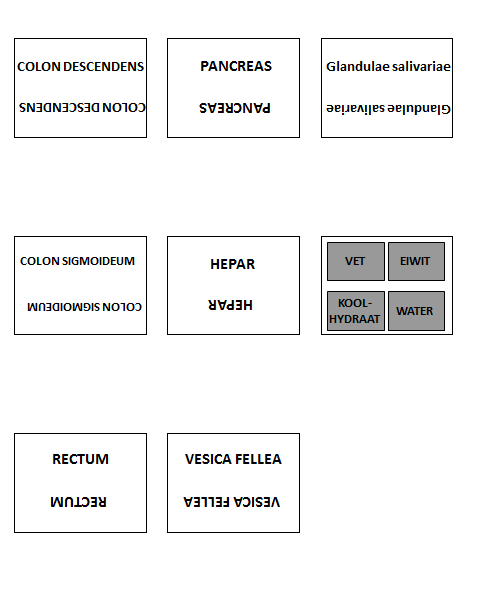 COLON DESCENDENS
COLON DESCENDENS
PANCREAS
PANCREAS
Glandulae salivariae
Glandulae salivariae
COLON SIGMOIDEUM
COLON SIGMOIDEUM
HEPAR
HEPAR
VET
EIWIT
KOOL-
HYDRAAT
WATER
RECTUM
RECTUM
VESICA FELLEA
VESICA FELLEA